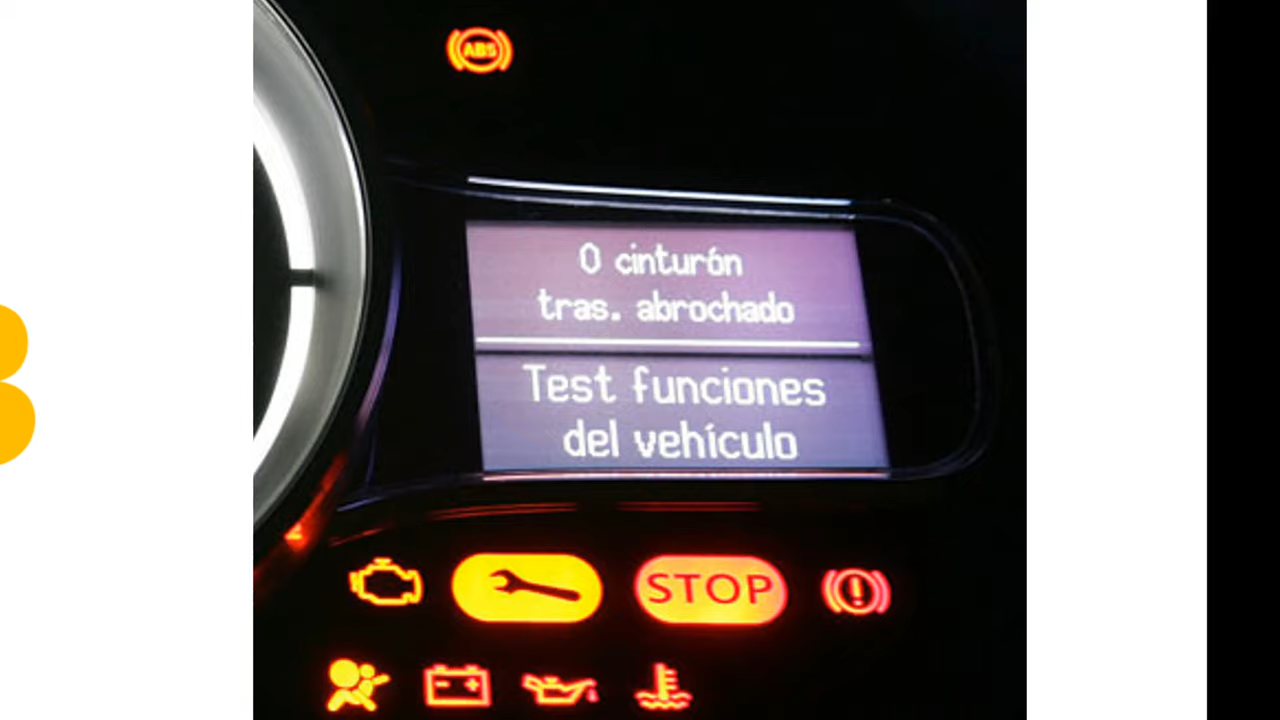 ABS
0 cinturón
tras. abrochado
Test funciones
del vehículo
STOP